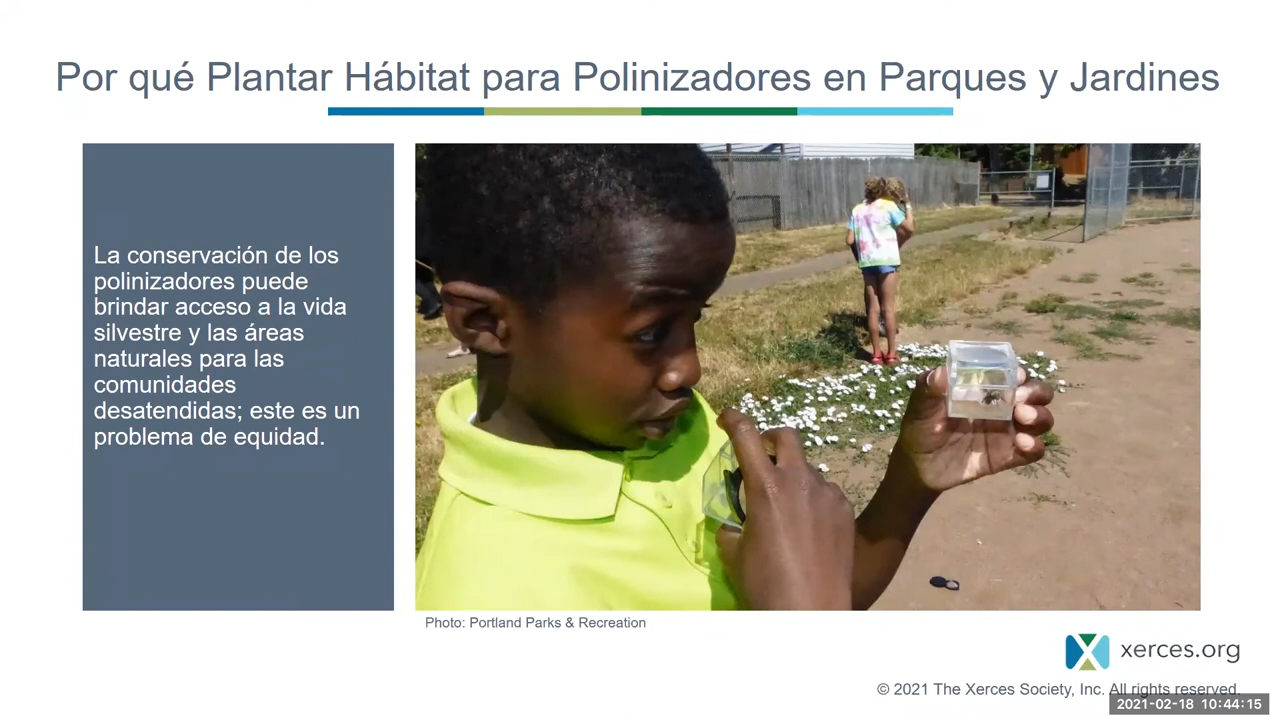 Por qué Plantar Hábitat para Polinizadores en Parques y Jardines
La conservación de los
polinizadores puede
brindar acceso a la vida
silvestre y las áreas
naturales para las
comunidades
desatendidas; este es un
problema de equidad.
Photo: Portland Parks & Recreation
xerces.org
© 2021 The Xerces Society, Inc. All rights reserved.
2021-02-18 10:44:15